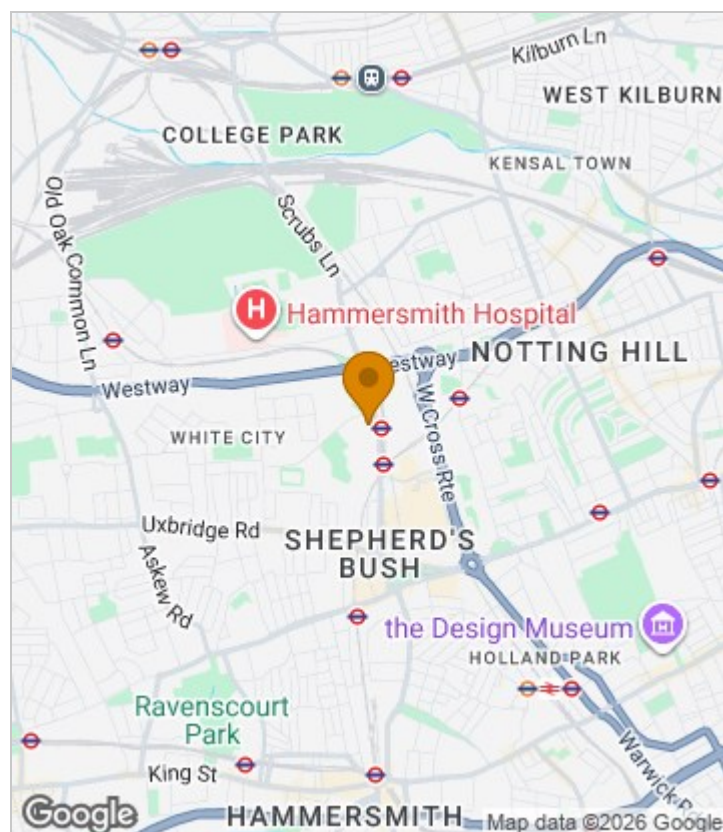 Kilburn Ln
WEST KILBURN
COLLEGE PARK
KENSAL TOWN
Old Oak Common Ln
Scrubs Ln
H
Hammersmith Hospital
Westway
NOTTING HILL
Westway
W Cross Rte
WHITE CITY
Uxbridge Rd
SHEPHERD'S
BUSH
Askew Rd
the Design Museum
HOLLAND PARK
Ravenscourt
Park
King St
Warwick
HAMMERSMITH
Google
Map data ©2026 Google